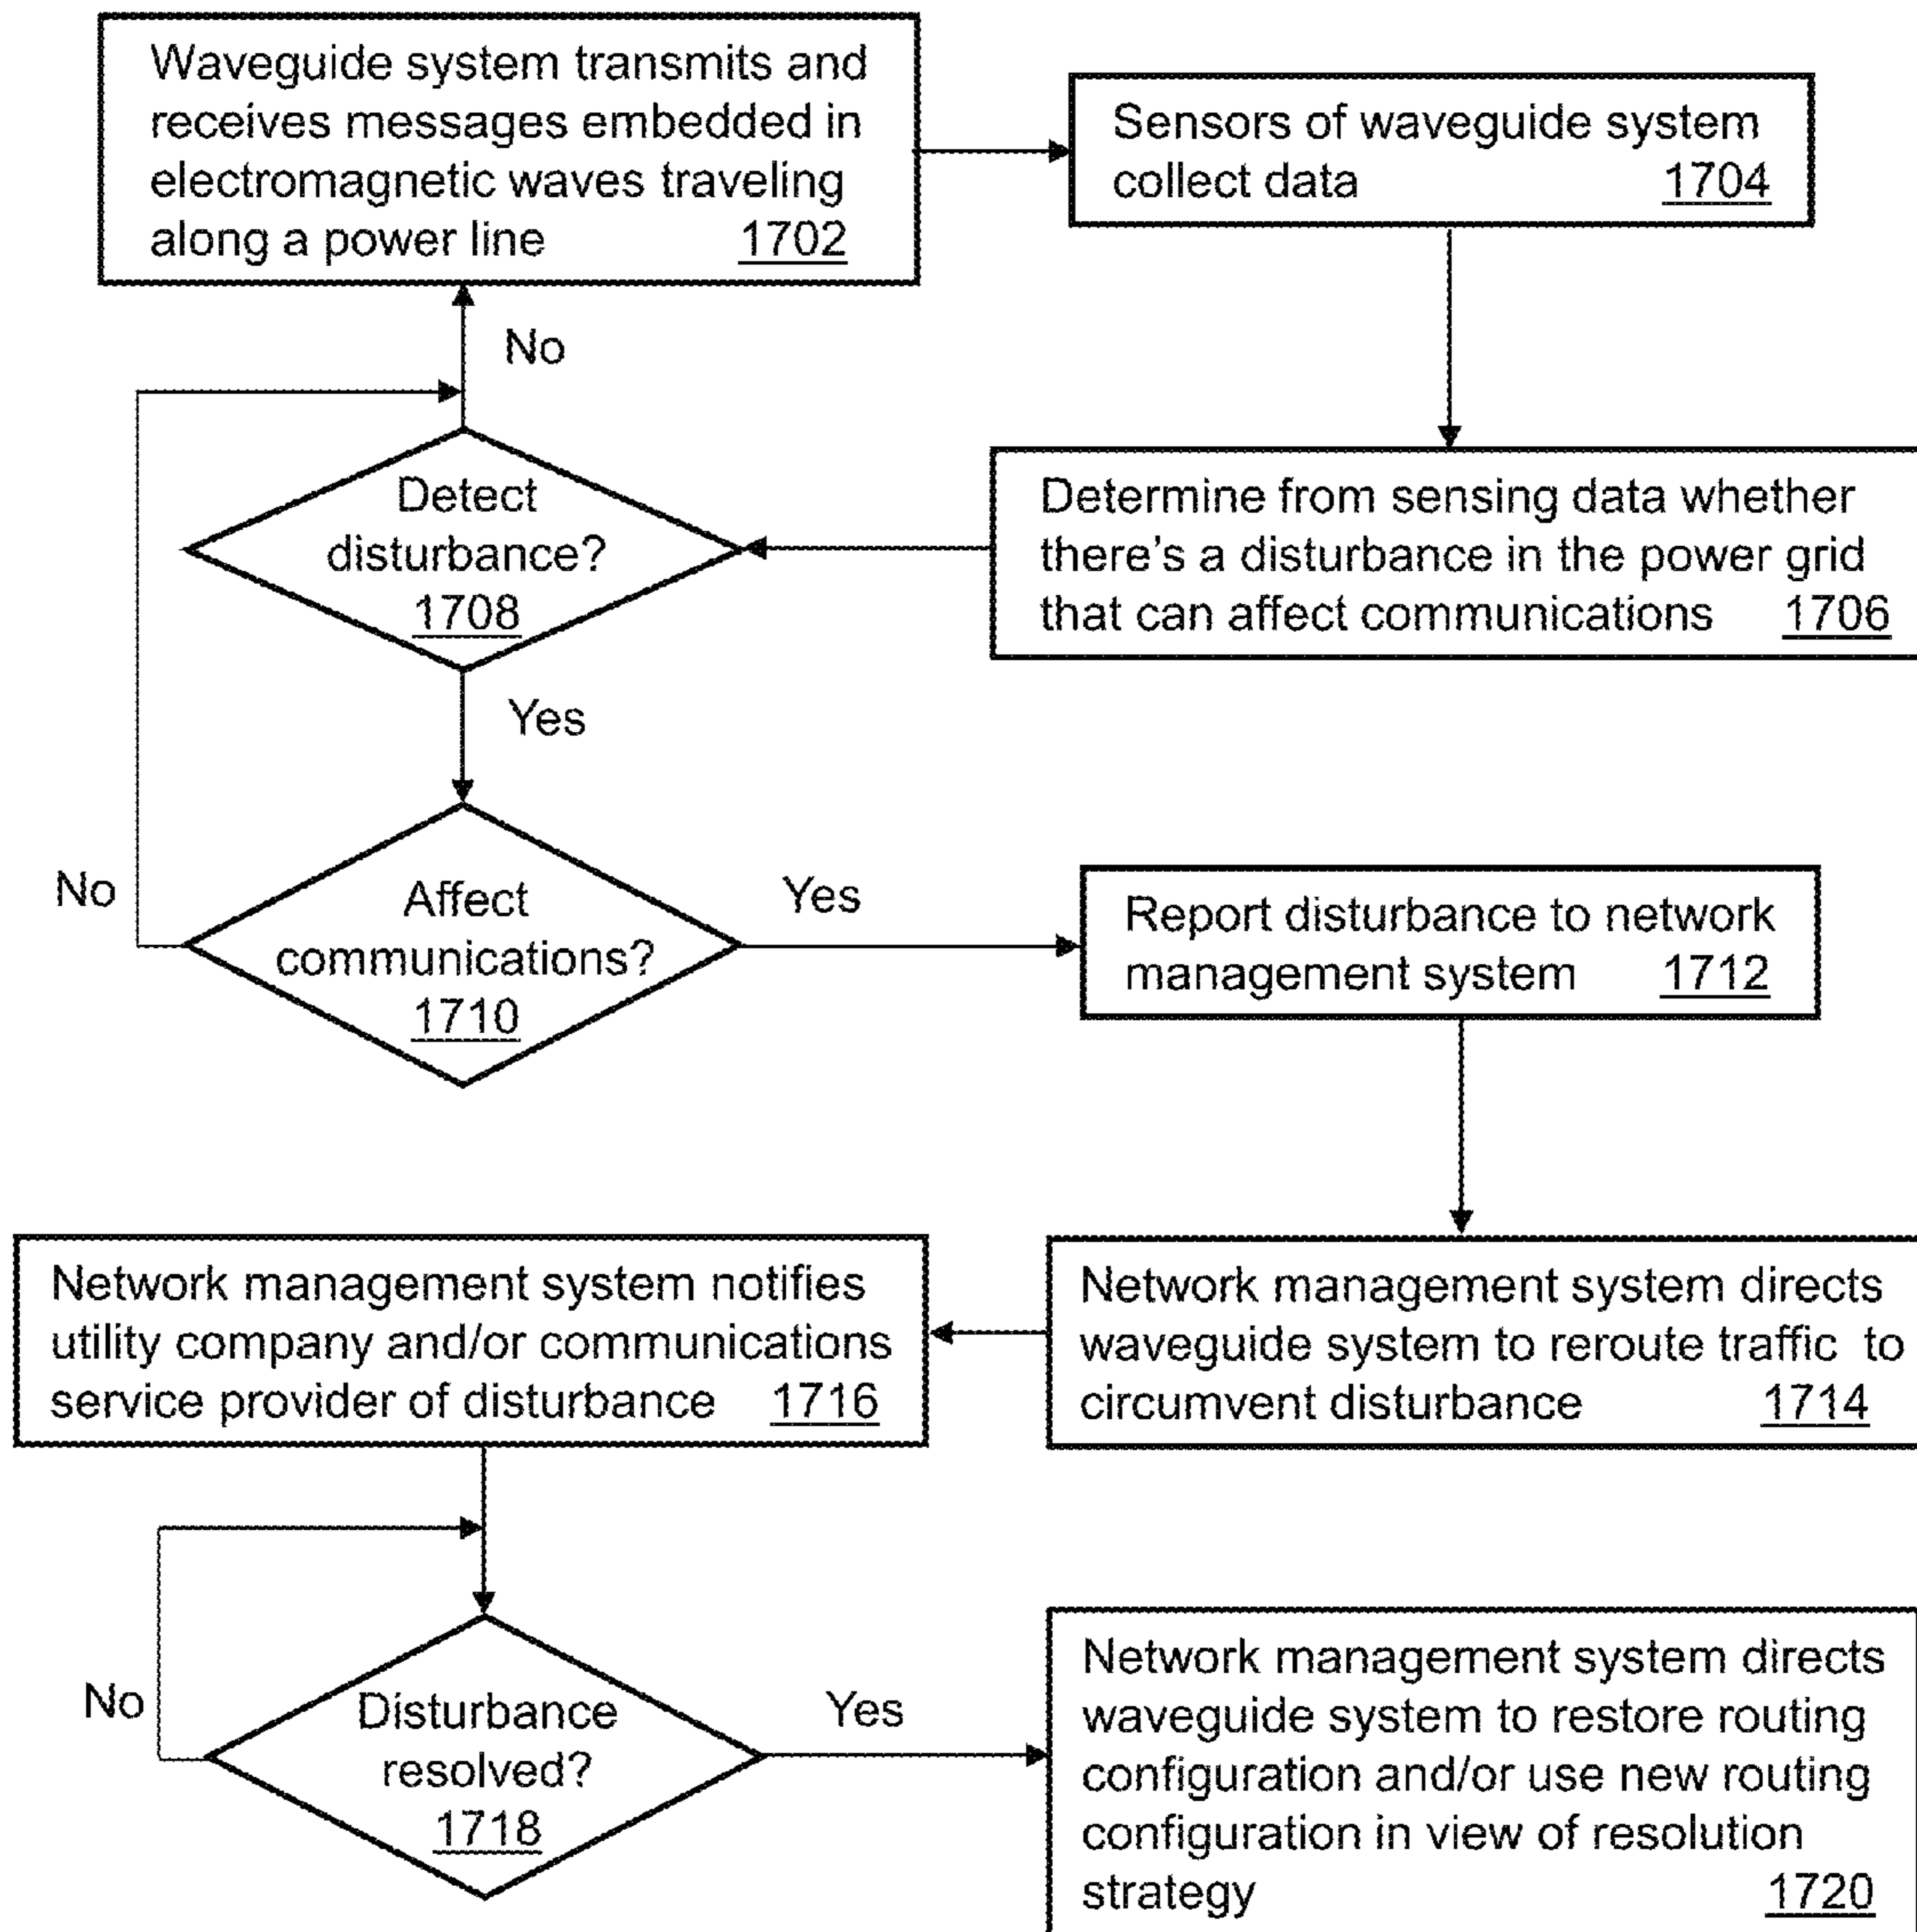 Waveguide system transmits and
receives messages embedded in
electromagnetic waves traveling
along a power line 1702
Sensors of waveguide system
collect data 1704
Determine from sensing data whether
there's a disturbance in the power grid
that can affect communications 1706
No
Detect
disturbance?
1708
Yes
No
Affect
communications?
1710
Yes
Report disturbance to network
management system 1712
Network management system directs
waveguide system to reroute traffic to
circumvent disturbance 1714
Network management system notifies
utility company and/or communications
service provider of disturbance 1716
No
Disturbance
resolved?
1718
Yes
Network management system directs
waveguide system to restore routing
configuration and/or use new routing
configuration in view of resolution
strategy 1720